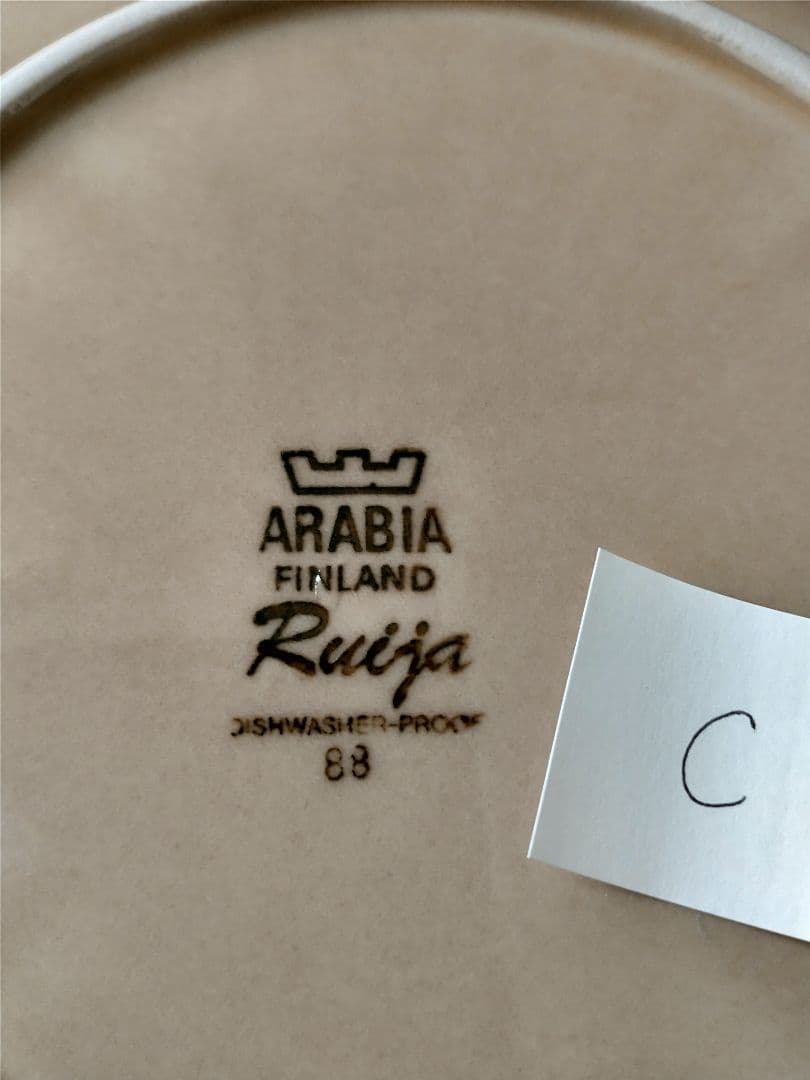 ARABIA
FINLAND
Ruija
DISHWASHER-PROOF
88
C